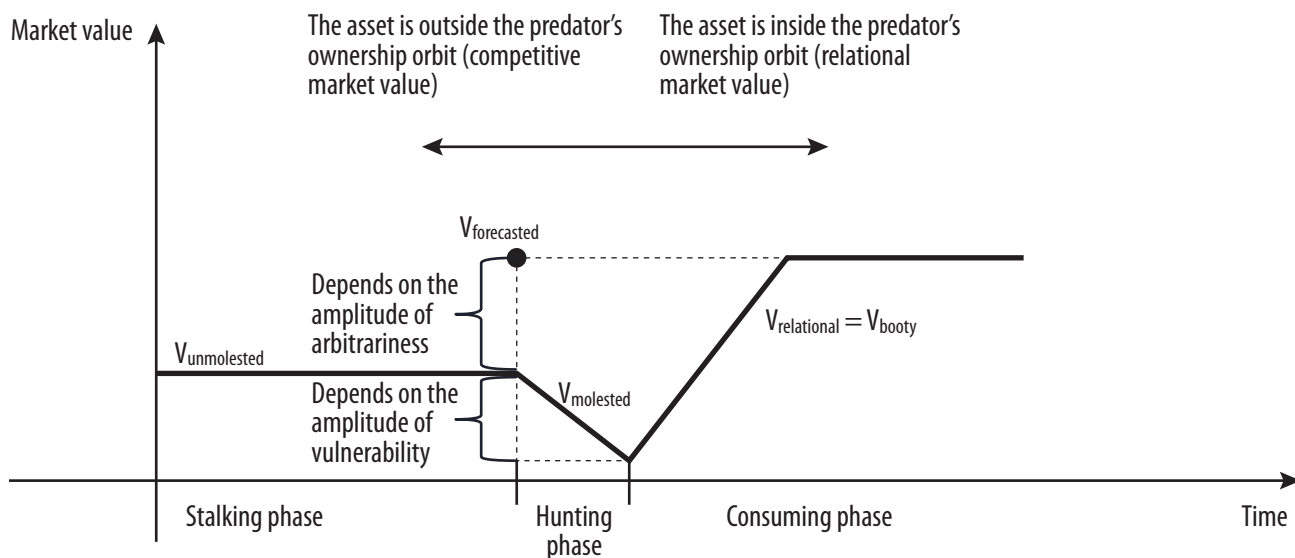 Market value
The asset is outside the predator’s
ownership orbit (competitive
market value)
The asset is inside the predator’s
ownership orbit (relational
market value)
Vforecasted
Depends on the
amplitude of
arbitrariness
Vrelational = Vbooty
Vunmolested
Depends on the
amplitude of
vulnerability
Vmolested
Stalking phase
Hunting
phase
Consuming phase
Time